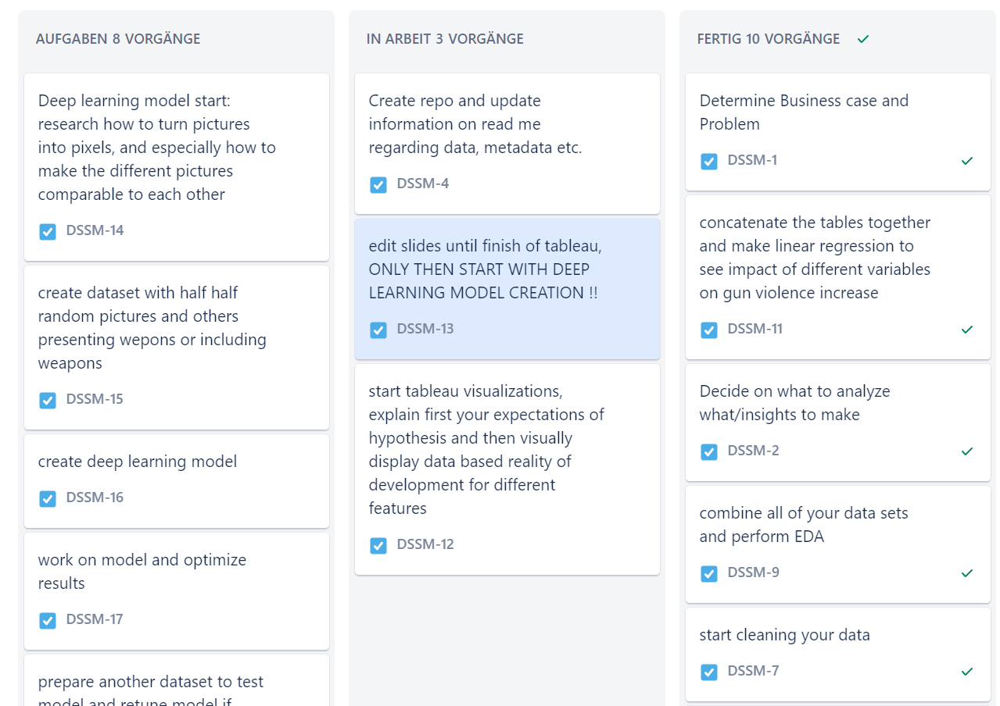 AUFGABEN 8 VORGÄNGE
Deep learning model start:
research how to turn pictures
into pixels, and especially how to
make the different pictures
comparable to each other
DSSM-14
create dataset with half half
random pictures and others
presenting wepons or including
weapons
DSSM-15
create deep learning model
DSSM-16
work on model and optimize
results
DSSM-17
prepare another dataset to test
model and retune model if
IN ARBEIT 3 VORGÄNGE
Create repo and update
information on read me
regarding data, metadata etc.
DSSM-4
edit slides until finish of tableau,
ONLY THEN START WITH DEEP
LEARNING MODEL CREATION !!
DSSM-13
start tableau visualizations,
explain first your expectations of
hypothesis and then visually
display data based reality of
development for different
features
DSSM-12
FERTIG 10 VORGÄNGE
Determine Business case and
Problem
DSSM-1
concatenate the tables together
and make linear regression to
see impact of different variables
on gun violence increase
DSSM-11
Decide on what to analyze
what/insights to make
DSSM-2
combine all of your data sets
and perform EDA
DSSM-9
start cleaning your data
DSSM-7